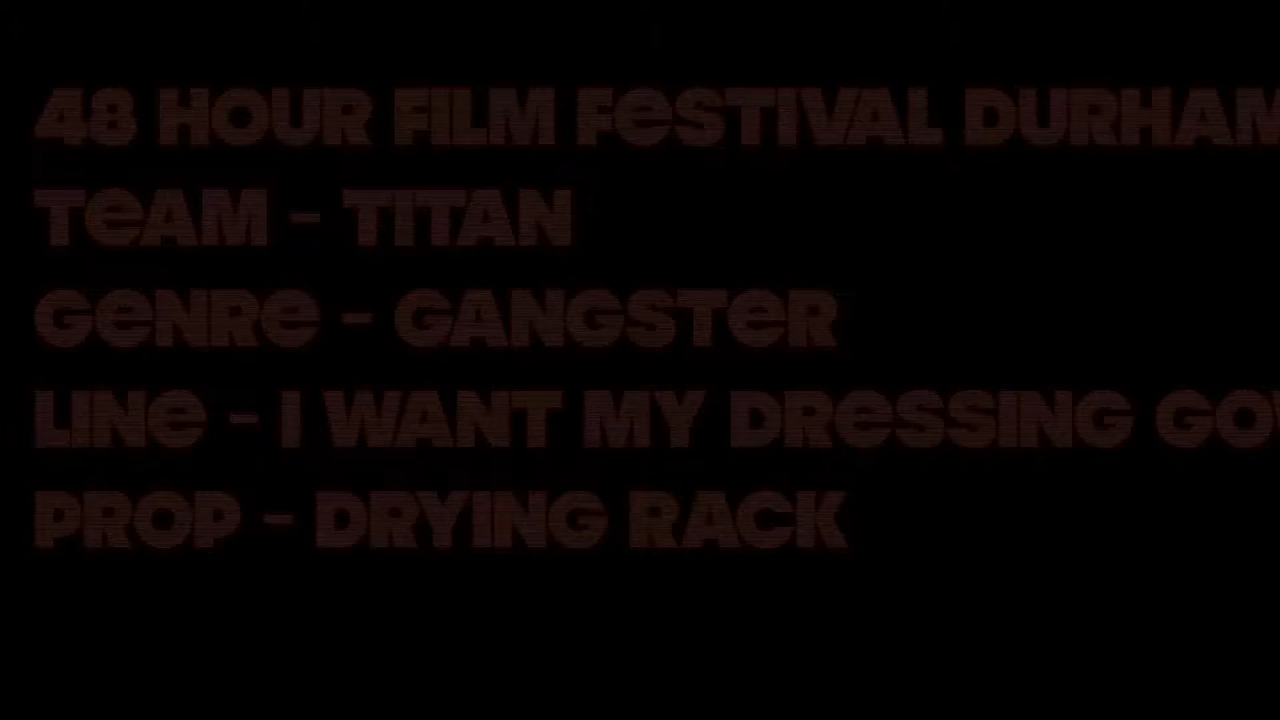 48 HOUR FILM FeSTIVAL DURHAM
TeAM - TITAN
GeNRe - GANGSTeR
LINe - I WANT MY DReSSING
PROP - DRYING RACK